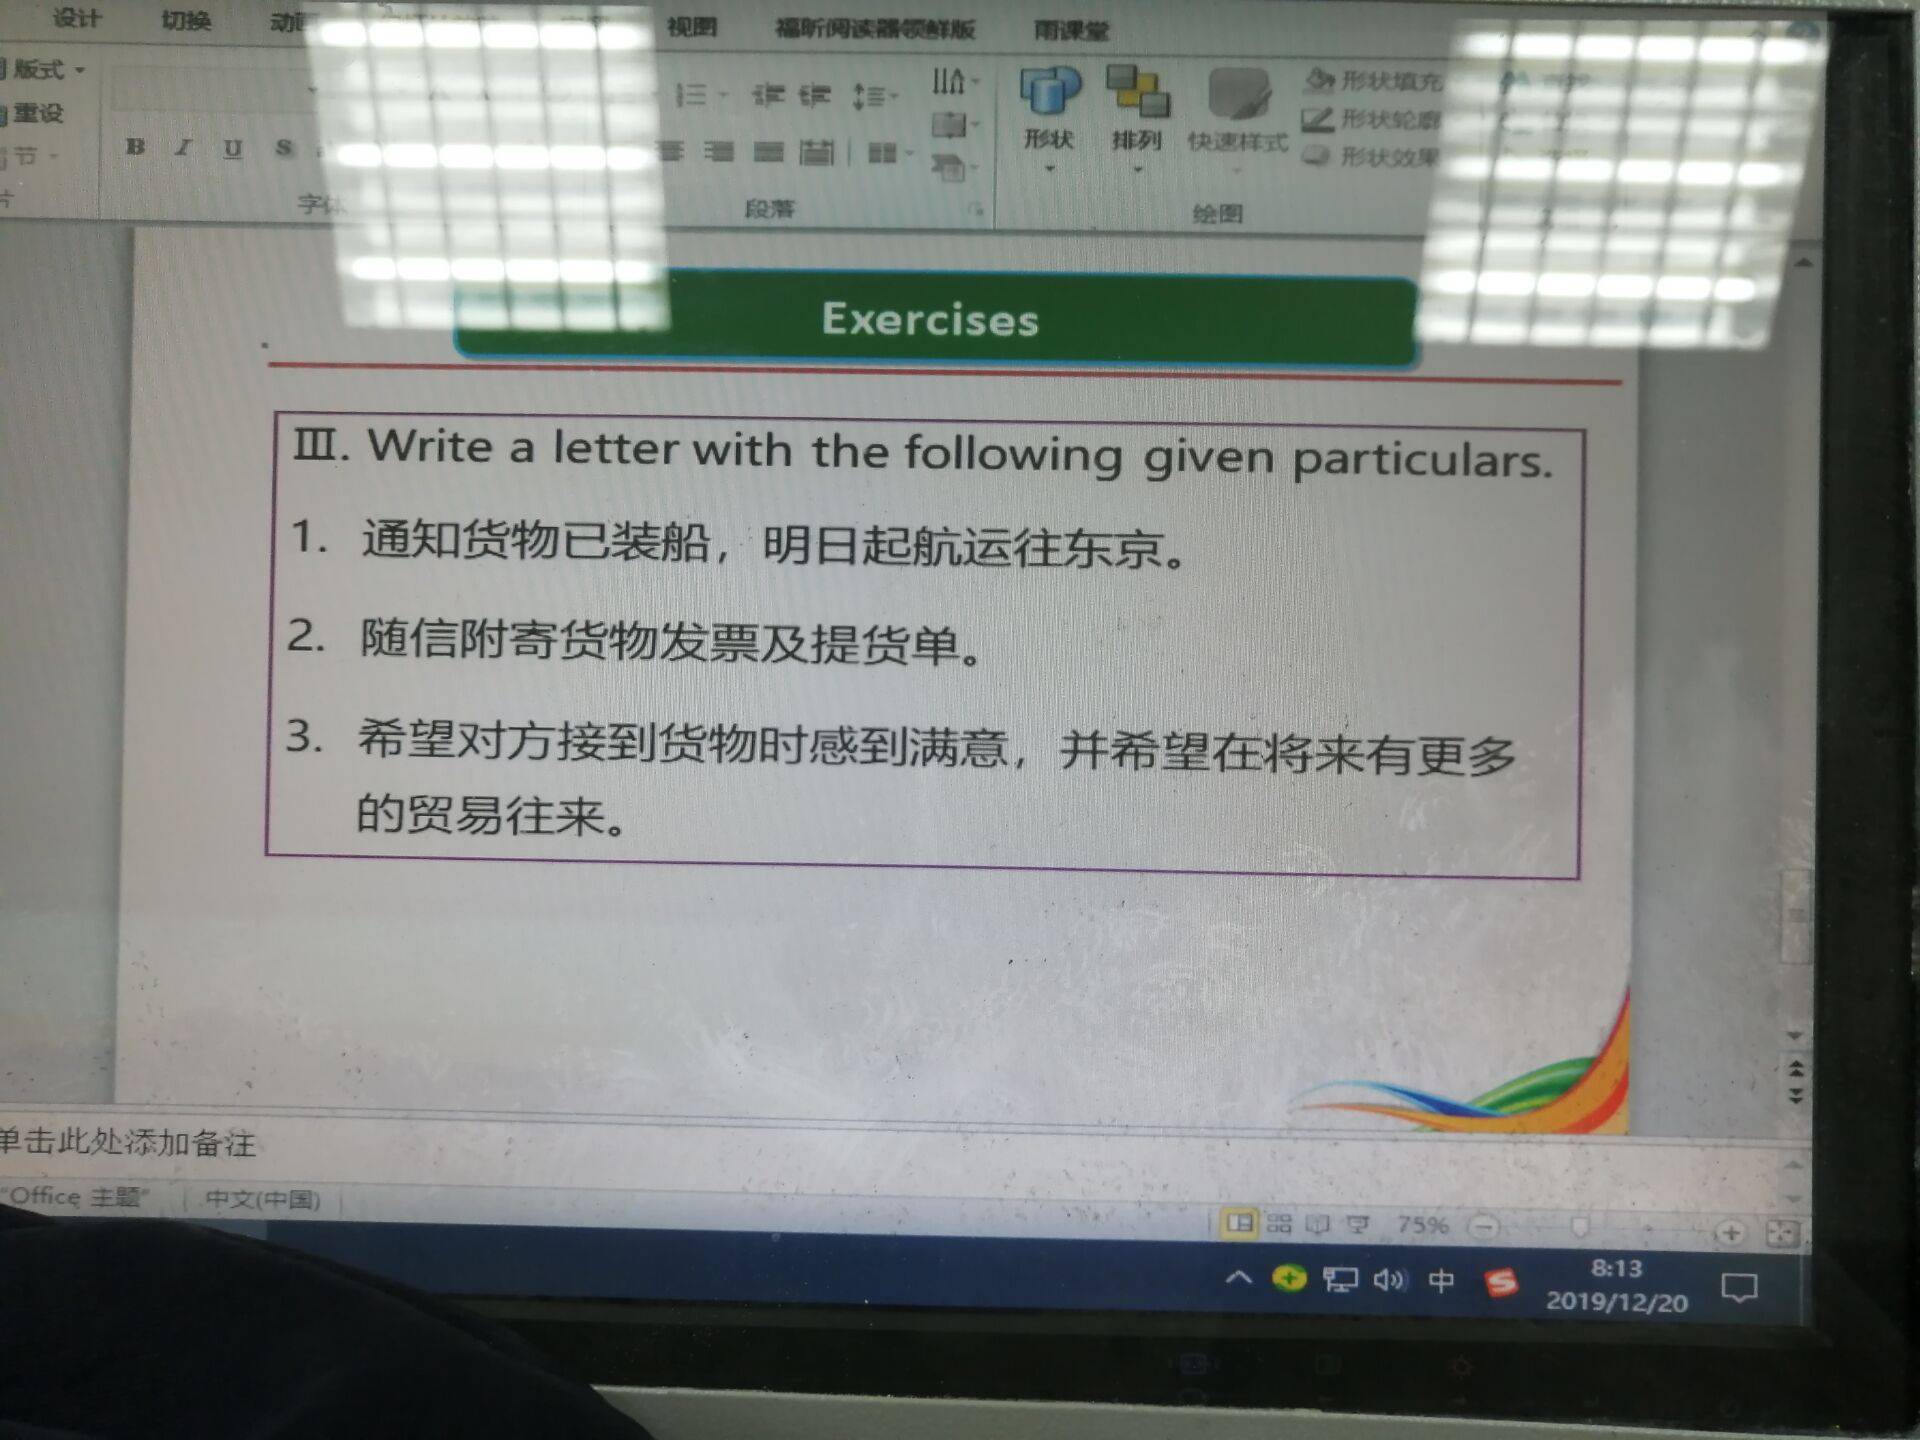 设计 切换 视图 福昕阅读器领鲜版 雨课堂
版式
重设
节
B I U S
形状 排列 快速样式
形状填充
形状轮廓
形状效果
字体 段落 绘图
Exercises
III. Write a letter with the following given particulars.
1. 通知货物已装船，明日起航运往东京。
2. 随信附寄货物发票及提货单。
3. 希望对方接到货物时感到满意，并希望在将来有更多
的贸易往来。
单击此处添加备注
"Office 主题" 中文(中国)
75%
中
8:13
2019/12/20